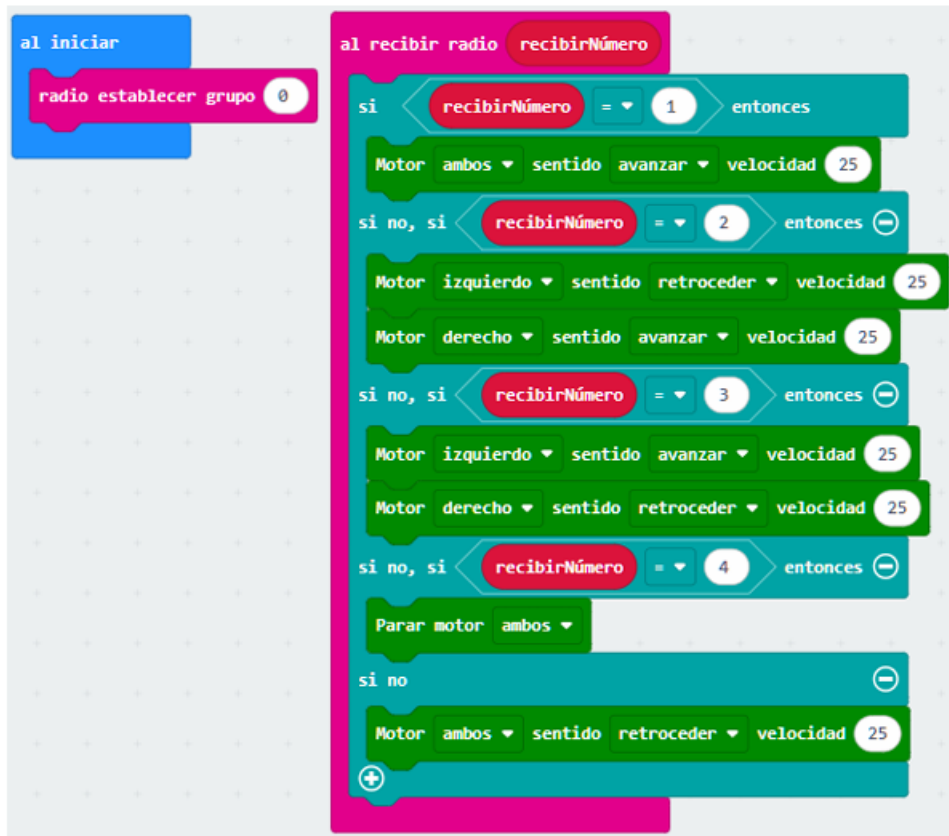 al iniciar
radio establecer grupo 0
al recibir radio recibirNúmero
si recibirNúmero = 1 entonces
Motor ambos sentido avanzar velocidad 25
si no, si recibirNúmero = 2 entonces
Motor izquierdo sentido retroceder velocidad 25
Motor derecho sentido avanzar velocidad 25
si no, si recibirNúmero = 3 entonces
Motor izquierdo sentido avanzar velocidad 25
Motor derecho sentido retroceder velocidad 25
si no, si recibirNúmero = 4 entonces
Parar motor ambos
si no
Motor ambos sentido retroceder velocidad 25